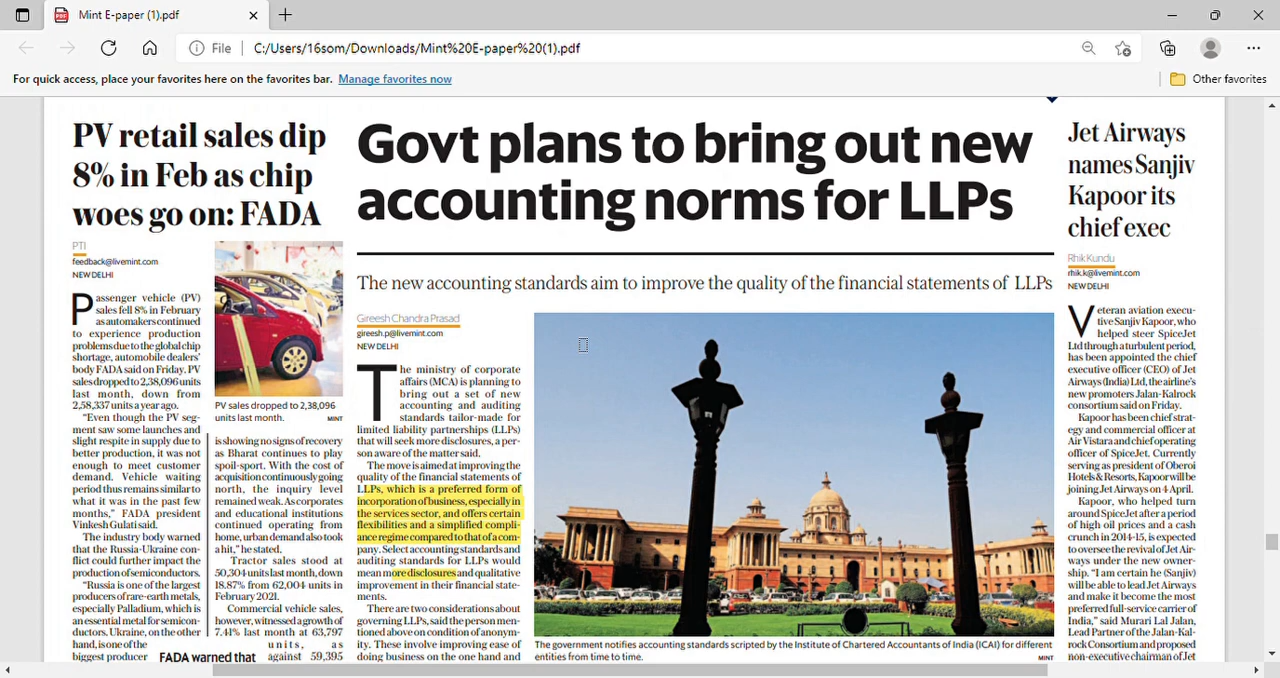 Mint E-paper (1).pdf
File
C:/Users/16som/Downloads/Mint%20E-paper%20(1).pdf
For quick access, place your favorites here on the favorites bar. Manage favorites now
Other favorites
PV retail sales dip
8% in Feb as chip
woes go on: FADA
PTI
feedback@livemint.com
NEW DELHI
Passenger vehicle (PV)
sales fell 8% in February
as automakers continued
to experience production
problems due to the global chip
shortage, automobile dealers’
body FADA said on Friday. PV
sales dropped to 2,38,096 units
last month, down from
2,58,337 units a year ago.
“Even though the PV seg-
ment saw some launches and
slight respite in supply due to
better production, it was not
enough to meet customer
demand. Vehicle waiting
period thus remains similar to
what it was in the past few
months,” FADA president
Vinkesh Gulati said.
The industry body warned
that the Russia-Ukraine con-
flict could further impact the
production of semiconductors.
“Russia is one of the largest
producers of rare-earth metals,
especially Palladium, which is
an essential metal for semicon-
ductors. Ukraine, on the other
hand, is one of the
biggest producer
PV sales dropped to 2,38,096
units last month. MINT
is showing no signs of recovery
as Bharat continues to play
spoil-sport. With the cost of
acquisition continuously going
north, the inquiry level
remained weak. As corporates
and educational institutions
continued operating from
home, urban demand also took
a hit,” he stated.
Tractor sales stood at
50,304 units last month, down
18.87% from 62,004 units in
February 2021.
Commercial vehicle sales,
however, witnessed a growth of
7.41% last month at 63,797
units, as
against 59,395
FADA warned that
Govt plans to bring out new
accounting norms for LLPs
The new accounting standards aim to improve the quality of the financial statements of LLPs
Gireesh Chandra Prasad
gireesh.p@livemint.com
NEW DELHI
The ministry of corporate
affairs (MCA) is planning to
bring out a set of new
accounting and auditing
standards tailor-made for
limited liability partnerships (LLPs)
that will seek more disclosures, a per-
son aware of the matter said.
The move is aimed at improving the
quality of the financial statements of
LLPs, which is a preferred form of
incorporation of business, especially in
the services sector, and offers certain
flexibilities and a simplified compli-
ance regime compared to that of a com-
pany. Select accounting standards and
auditing standards for LLPs would
mean more disclosures and qualitative
improvement in their financial state-
ments.
There are two considerations about
governing LLPs, said the person men-
tioned above on condition of anonym-
ity. These involve improving ease of
doing business on the one hand and
The government notifies accounting standards scripted by the Institute of Chartered Accountants of India (ICAI) for different
entities from time to time. MINT
Jet Airways
names Sanjiv
Kapoor its
chief exec
Rhik Kundu
rhik.k@livemint.com
NEW DELHI
Veteran aviation execu-
tive Sanjiv Kapoor, who
helped steer SpiceJet
Ltd through a turbulent period,
has been appointed the chief
executive officer (CEO) of Jet
Airways (India) Ltd, the airline’s
new promoters Jalan-Kalrock
consortium said on Friday.
Kapoor has been chief strat-
egy and commercial officer at
Air Vistara and chief operating
officer of SpiceJet. Currently
serving as president of Oberoi
Hotels & Resorts, Kapoor will be
joining Jet Airways on 4 April.
Kapoor, who helped turn
around SpiceJet after a period
of high oil prices and a cash
crunch in 2014-15, is expected
to oversee the revival of Jet Air-
ways under the new owner-
ship. “I am certain he (Sanjiv)
will be able to lead Jet Airways
and make it become the most
preferred full-service carrier of
India,” said Murari Lal Jalan,
Lead Partner of the Jalan-Kal-
rock Consortium and proposed
non-executive chairman of Jet